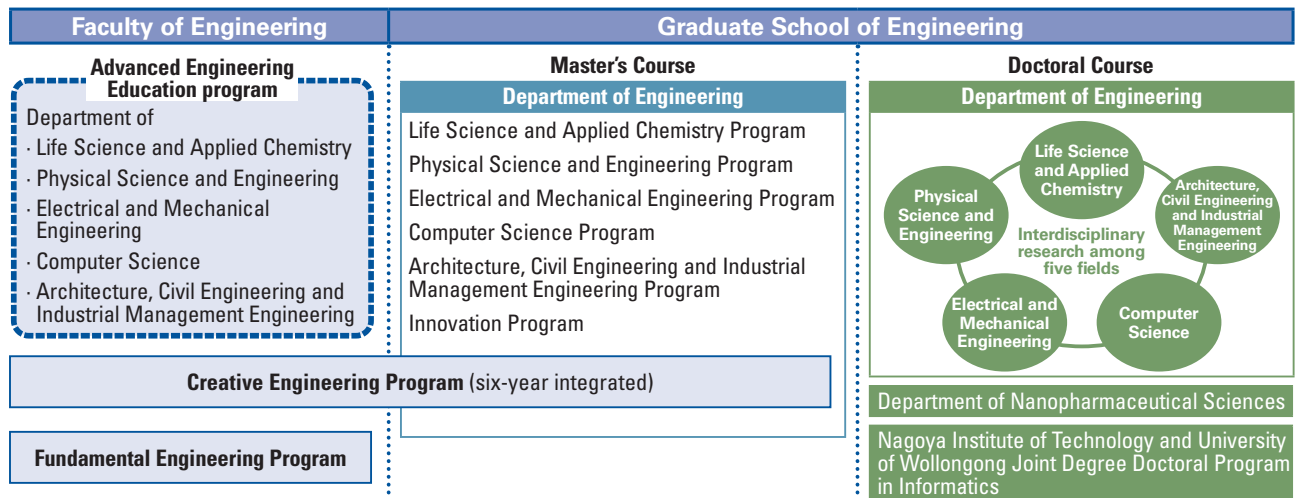 Faculty of Engineering
Graduate School of Engineering
Advanced Engineering
Education program
Department of
· Life Science and Applied Chemistry
· Physical Science and Engineering
· Electrical and Mechanical
Engineering
· Computer Science
· Architecture, Civil Engineering and
Industrial Management Engineering
Master's Course
Department of Engineering
Life Science and Applied Chemistry Program
Physical Science and Engineering Program
Electrical and Mechanical Engineering Program
Computer Science Program
Architecture, Civil Engineering and Industrial
Management Engineering Program
Innovation Program
Creative Engineering Program (six-year integrated)
Fundamental Engineering Program
Doctoral Course
Department of Engineering
Life Science
and Applied
Chemistry
Physical
Science and
Engineering
Architecture,
Civil Engineering
and Industrial
Management
Engineering
Interdisciplinary
research among
five fields
Electrical and
Mechanical
Engineering
Computer
Science
Department of Nanopharmaceutical Sciences
Nagoya Institute of Technology and University
of Wollongong Joint Degree Doctoral Program
in Informatics